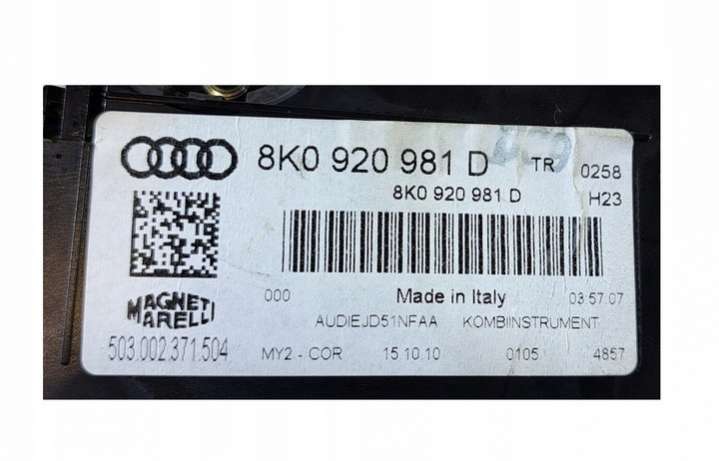 8K0 920 981 D TR 0258
8K0 920 981 D H23
000 Made in Italy 03:57:07
MAGNETI MARELLI
AUDIEJD51NFAA KOMBIINSTRUMENT
503.002.371.504 MY2 - COR 15.10.10 0105 4857